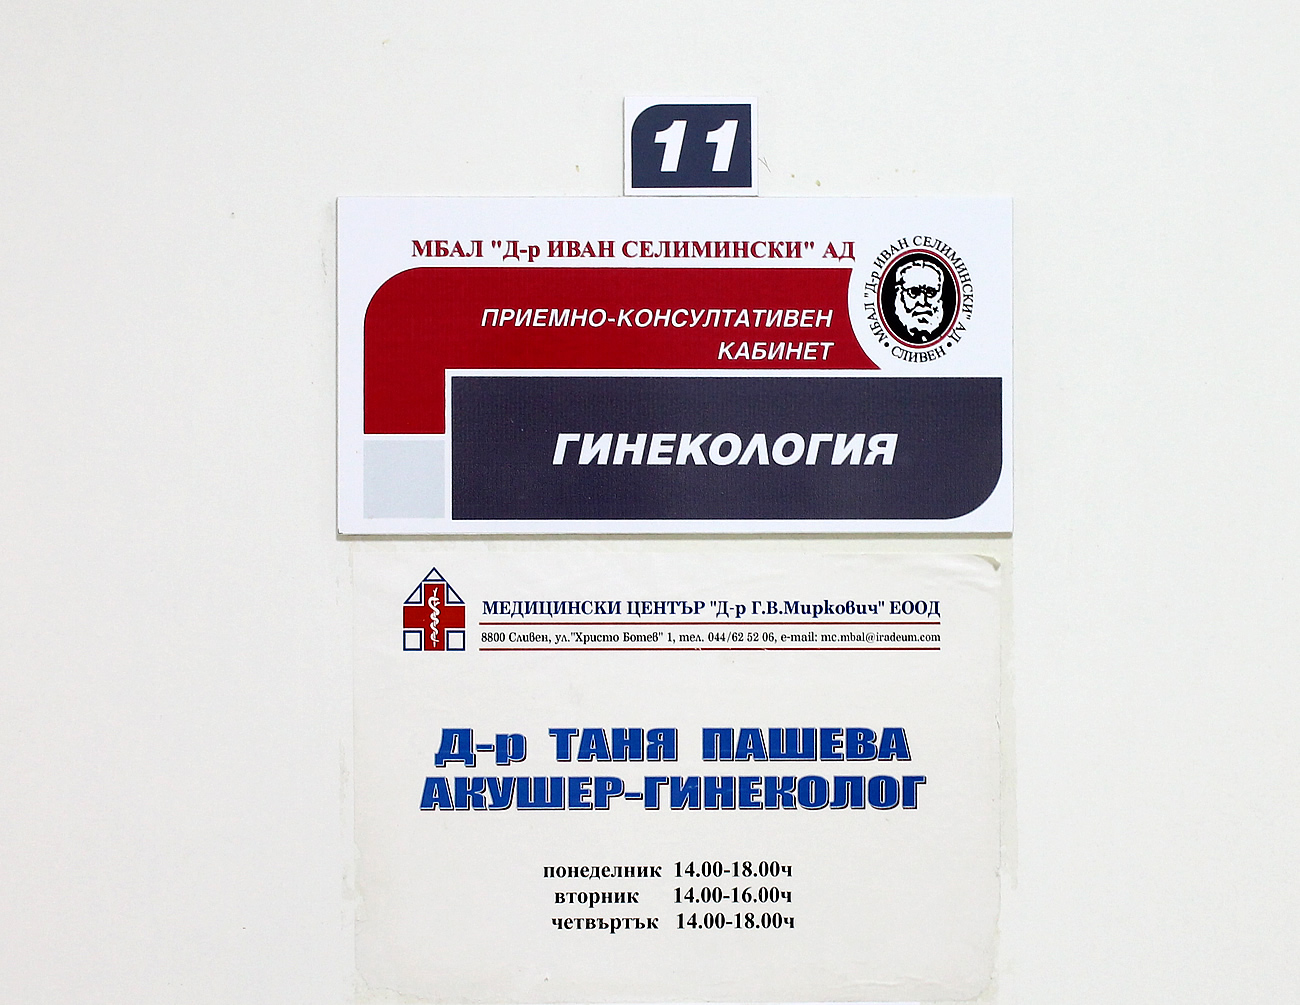 11
МБАЛ "Д-р ИВАН СЕЛИМИНСКИ" АД
МБАЛ "Д-р ИВАН СЕЛИМИНСКИ" АД • СЛИВЕН •
ПРИЕМНО-КОНСУЛТАТИВЕН
КАБИНЕТ
ГИНЕКОЛОГИЯ
МЕДИЦИНСКИ ЦЕНТЪР "Д-р Г.В.Миркович" ЕООД
8800 Сливен, ул."Христо Ботев" 1, тел. 044/62 52 06, e-mail: mc.mbal@iradeum.com
Д-р ТАНЯ ПАШЕВА
АКУШЕР-ГИНЕКОЛОГ
понеделник 14.00-18.00ч
вторник 14.00-16.00ч
четвъртък 14.00-18.00ч